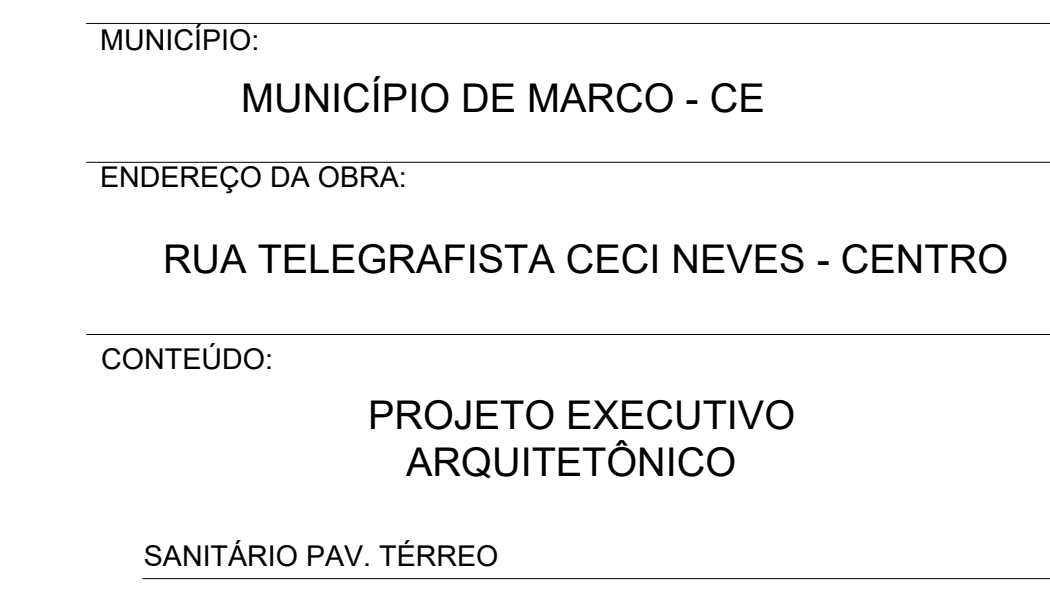 MUNICÍPIO:
MUNICÍPIO DE MARCO - CE
ENDEREÇO DA OBRA:
RUA TELEGRAFISTA CECI NEVES - CENTRO
CONTEÚDO:
PROJETO EXECUTIVO
ARQUITETÔNICO
SANITÁRIO PAV. TÉRREO